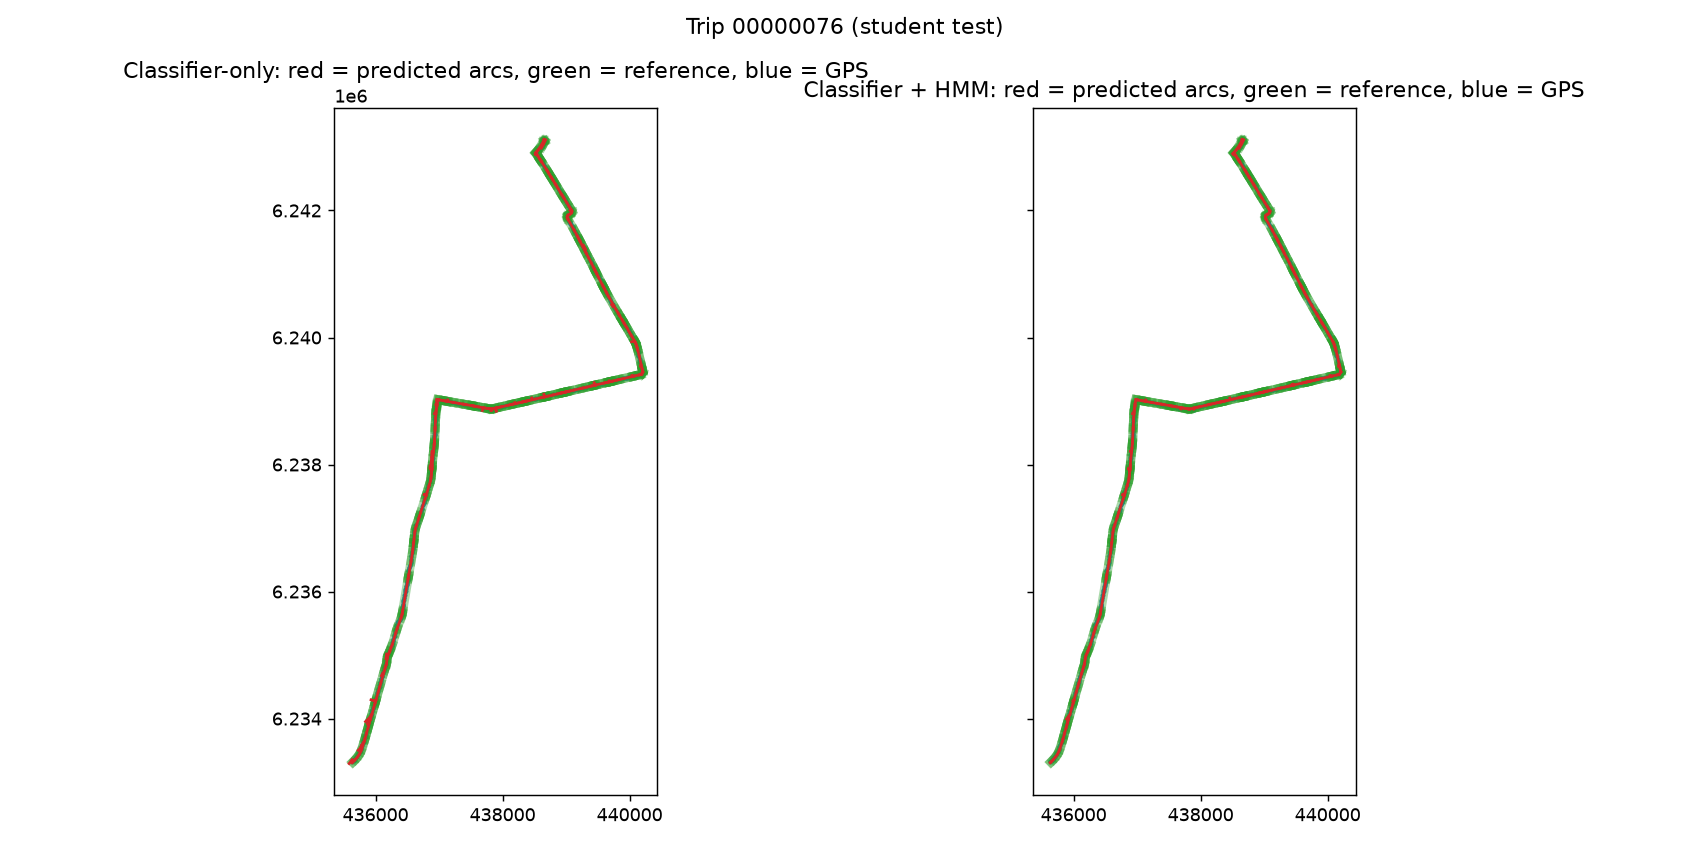 Trip 00000076 (student test)
Classifier-only: red = predicted arcs, green = reference, blue = GPS
Classifier + HMM: red = predicted arcs, green = reference, blue = GPS
1e6
6.242
6.240
6.238
6.236
6.234
436000 438000 440000
436000 438000 440000